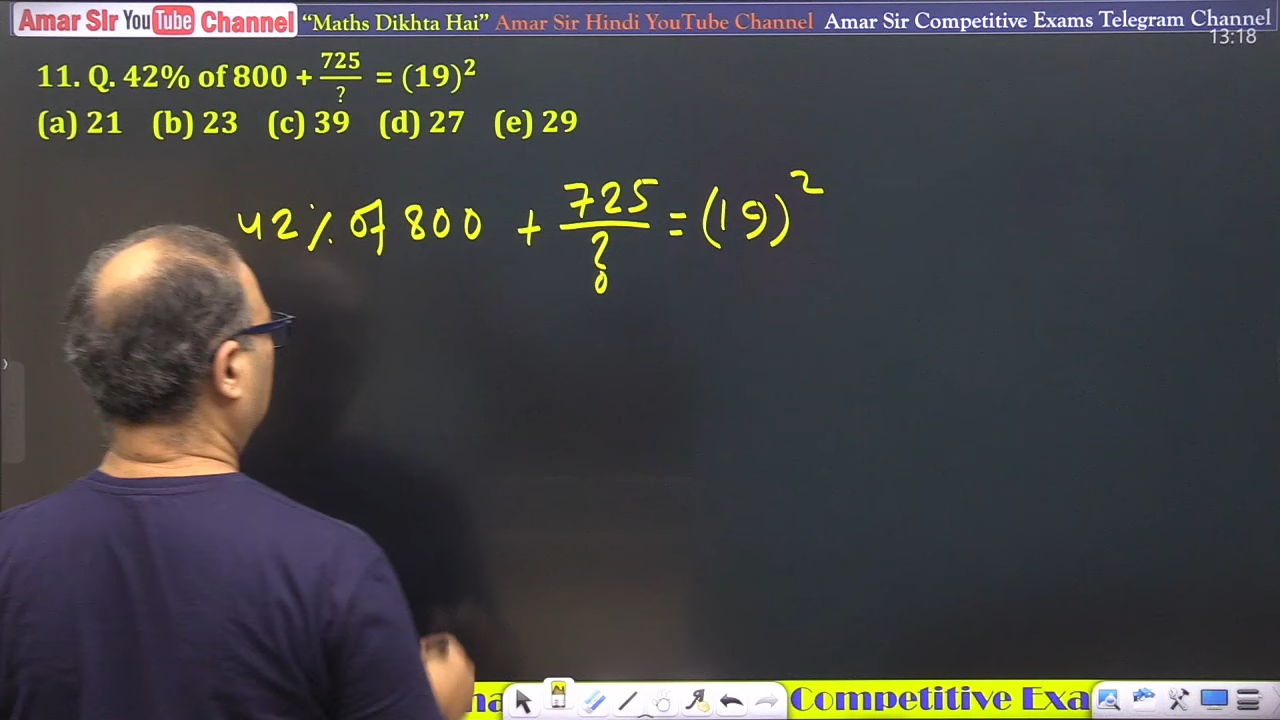 Amar SIr YouTube Channel "Maths Dikhta Hai" Amar Sir Hindi YouTube Channel Amar Sir Competitive Exams Telegram Channel
13:18
11. Q. 42% of 800 + 725/? = (19)²
(a) 21 (b) 23 (c) 39 (d) 27 (e) 29
42% of 800 + 725/? = (19)²
Competitive Exa